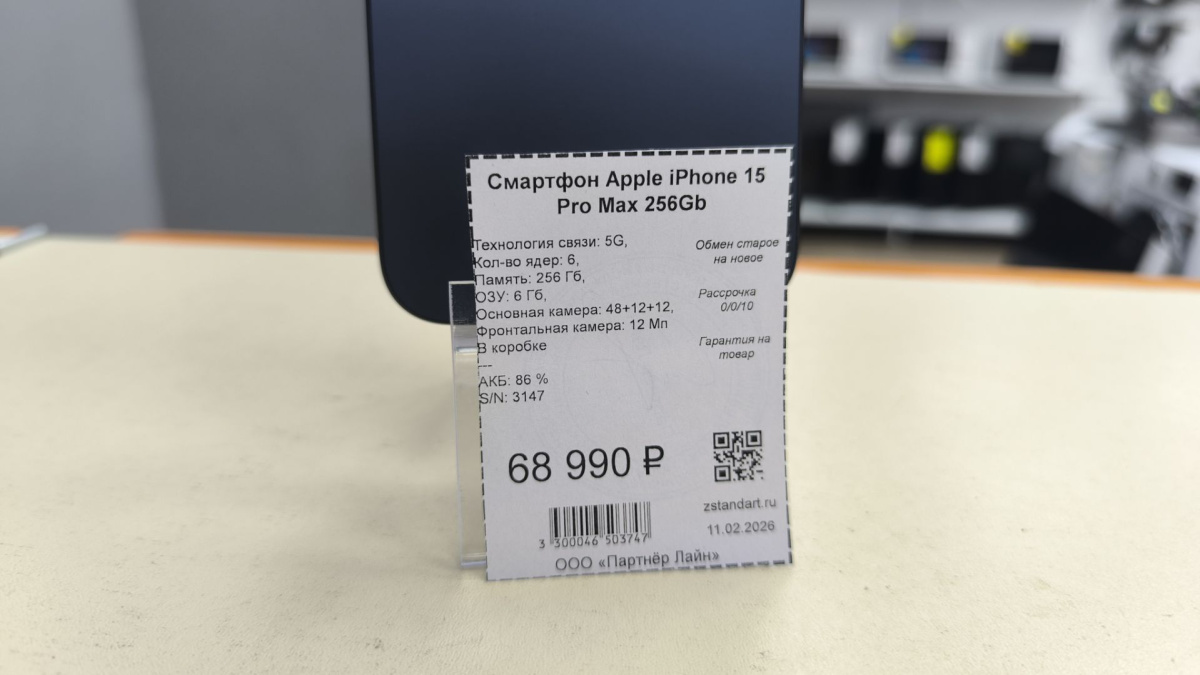 Смартфон Apple iPhone 15
Pro Max 256Gb
Технология связи: 5G,
Кол-во ядер: 6,
Память: 256 Гб,
ОЗУ: 6 Гб,
Основная камера: 48+12+12,
Фронтальная камера: 12 Мп
В коробке
---
АКБ: 86 %
S/N: 3147
Обмен старое
на новое
Рассрочка
0/0/10
Гарантия на
товар
68 990 ₽
zstandart.ru
11.02.2026
3 300046 503747
ООО «Партнёр Лайн»